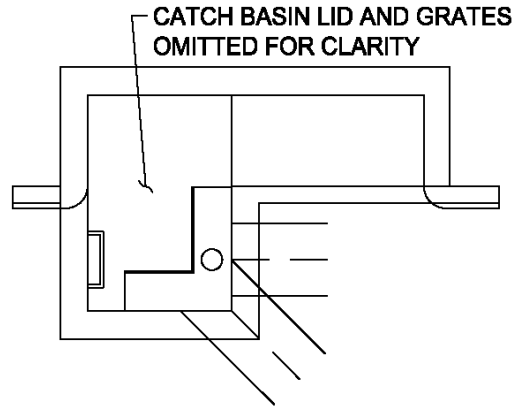 CATCH BASIN LID AND GRATES
OMITTED FOR CLARITY